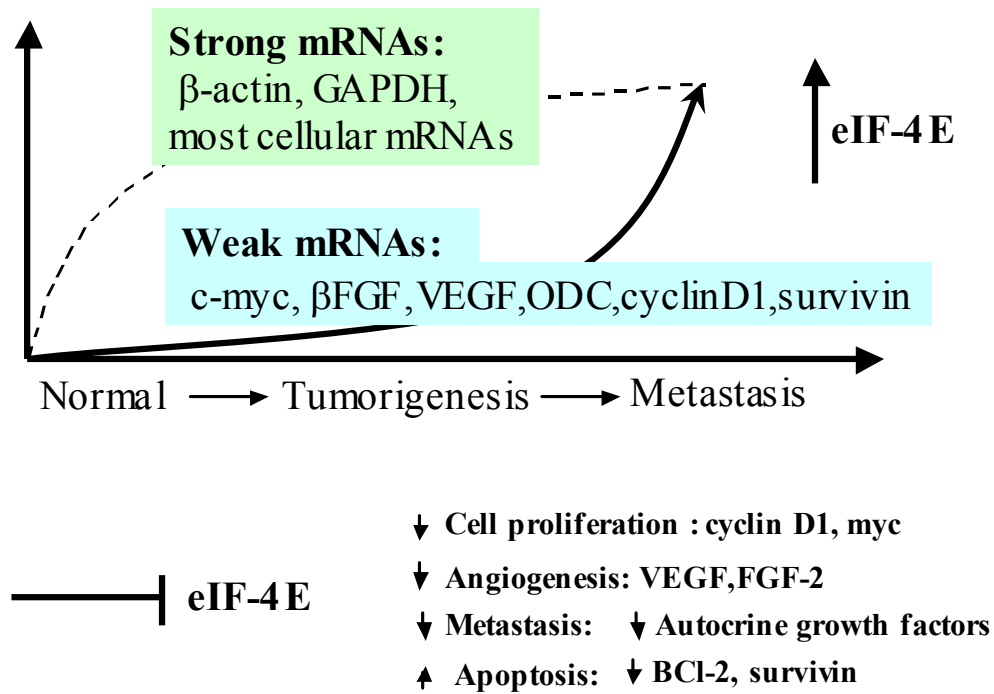 Strong mRNAs:
β-actin, GAPDH,
most cellular mRNAs
eIF-4E
Weak mRNAs:
c-myc, βFGF,VEGF,ODC,cyclinD1,survivin
Normal → Tumorigenesis → Metastasis
↓ Cell proliferation : cyclin D1, myc
eIF-4E
↓ Angiogenesis: VEGF,FGF-2
↓ Metastasis: ↓ Autocrine growth factors
↑ Apoptosis: ↓ BCl-2, survivin